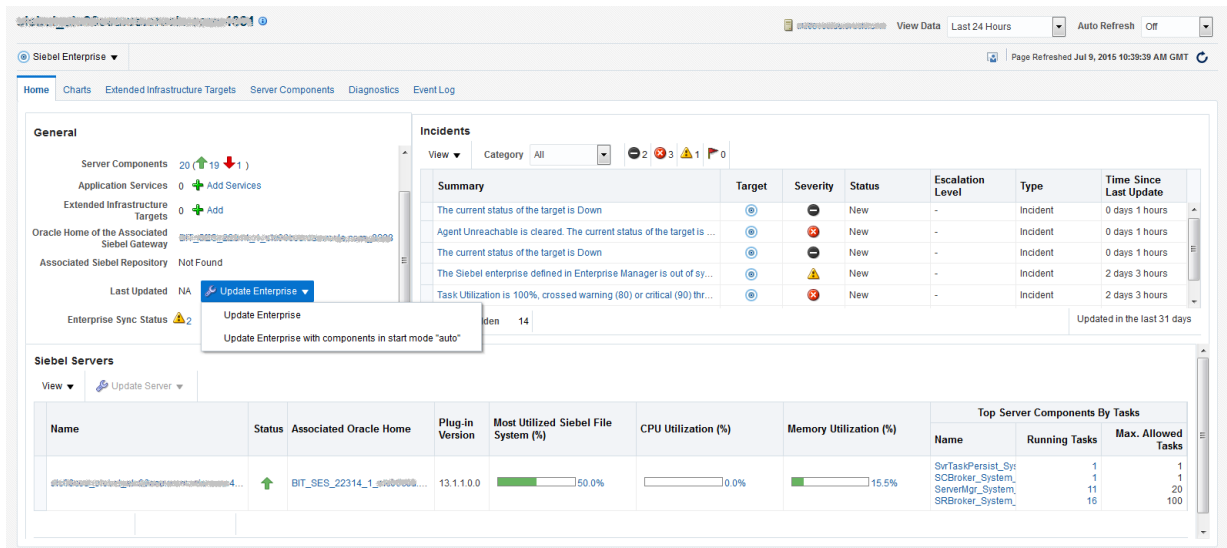 View Data Last 24 Hours Auto Refresh Off
Siebel Enterprise
Page Refreshed Jul 9, 2015 10:39:39 AM GMT
Home Charts Extended Infrastructure Targets Server Components Diagnostics Event Log
General
Server Components 20 ( 19 1 )
Application Services 0 Add Services
Extended Infrastructure
Targets 0 Add
Oracle Home of the Associated
Siebel Gateway
Associated Siebel Repository Not Found
Last Updated NA Update Enterprise
Enterprise Sync Status 2
Update Enterprise
Update Enterprise with components in start mode "auto"
Incidents
View Category All 2 3 1 0
Summary Target Severity Status Escalation Level Type Time Since Last Update
The current status of the target is Down New - Incident 0 days 1 hours
Agent Unreachable is cleared. The current status of the target is ... New - Incident 0 days 1 hours
The current status of the target is Down New - Incident 0 days 1 hours
The Siebel enterprise defined in Enterprise Manager is out of sy... New - Incident 2 days 3 hours
Task Utilization is 100%, crossed warning (80) or critical (90) thr... New - Incident 2 days 3 hours
14 Updated in the last 31 days
Siebel Servers
View Update Server
Top Server Components By Tasks
Name Status Associated Oracle Home Plug-in Version Most Utilized Siebel File System (%) CPU Utilization (%) Memory Utilization (%) Name Running Tasks Max. Allowed Tasks
BIT_SES_22314_1_ 13.1.1.0.0 50.0% 0.0% 15.5%
SvrTaskPersist_Sys 1 1
SCBroker_System_ 1 1
ServerMgr_System_ 11 20
SRBroker_System_ 16 100